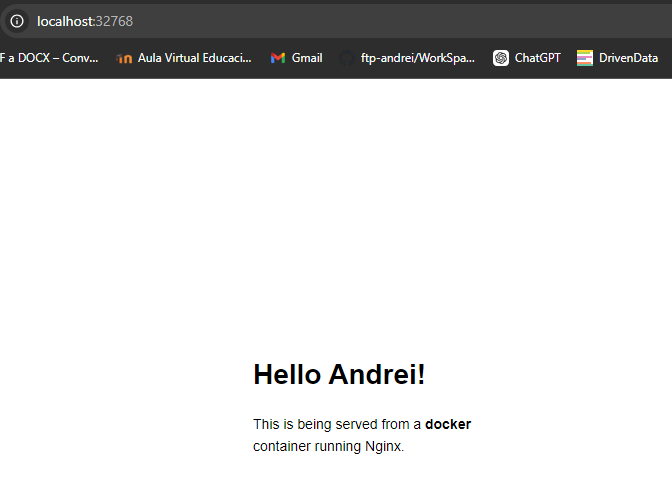 localhost:32768
F a DOCX – Conv... Aula Virtual Educaci... Gmail ftp-andrei/WorkSpa... ChatGPT DrivenData
Hello Andrei!
This is being served from a docker
container running Nginx.